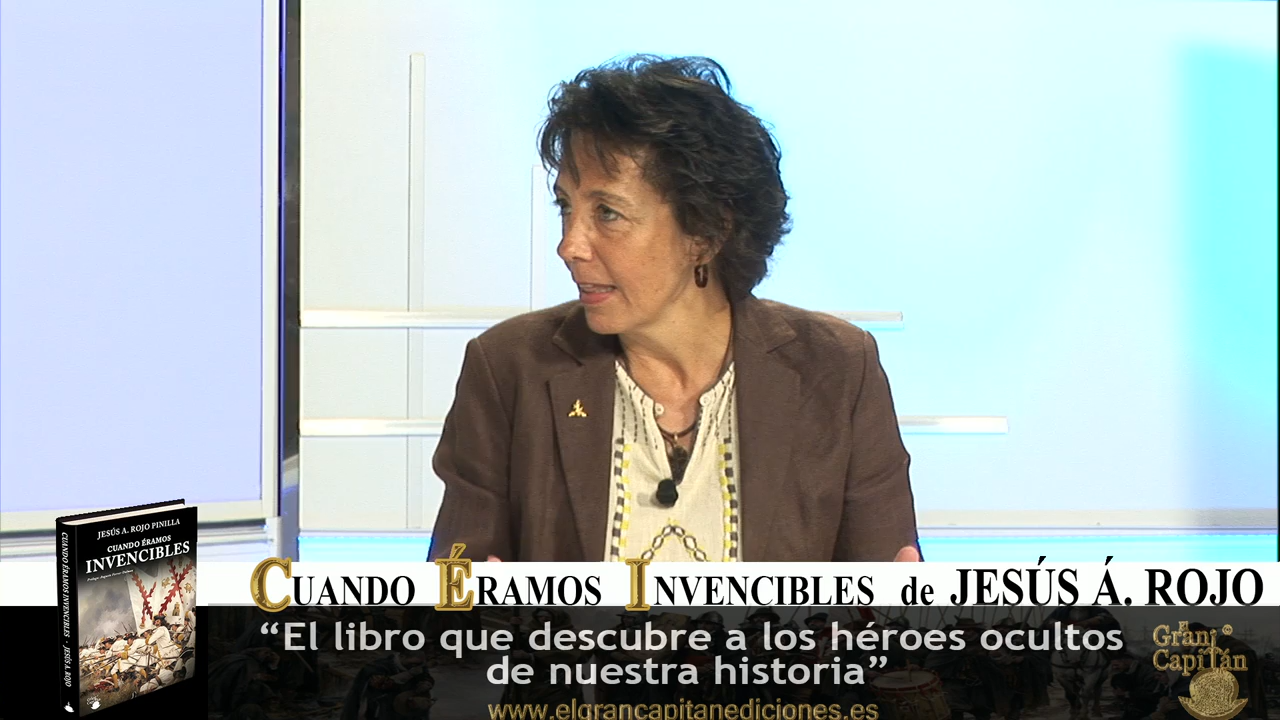 JESÚS A. ROJO PINILLA
CUANDO ÉRAMOS
INVENCIBLES
CUANDO ÉRAMOS INVENCIBLES · JESÚS A. ROJO
CUANDO ÉRAMOS INVENCIBLES de JESÚS Á. ROJO
“El libro que descubre a los héroes ocultos
de nuestra historia”
www.elgrancapitanediciones.es
El
Gran
Capitán